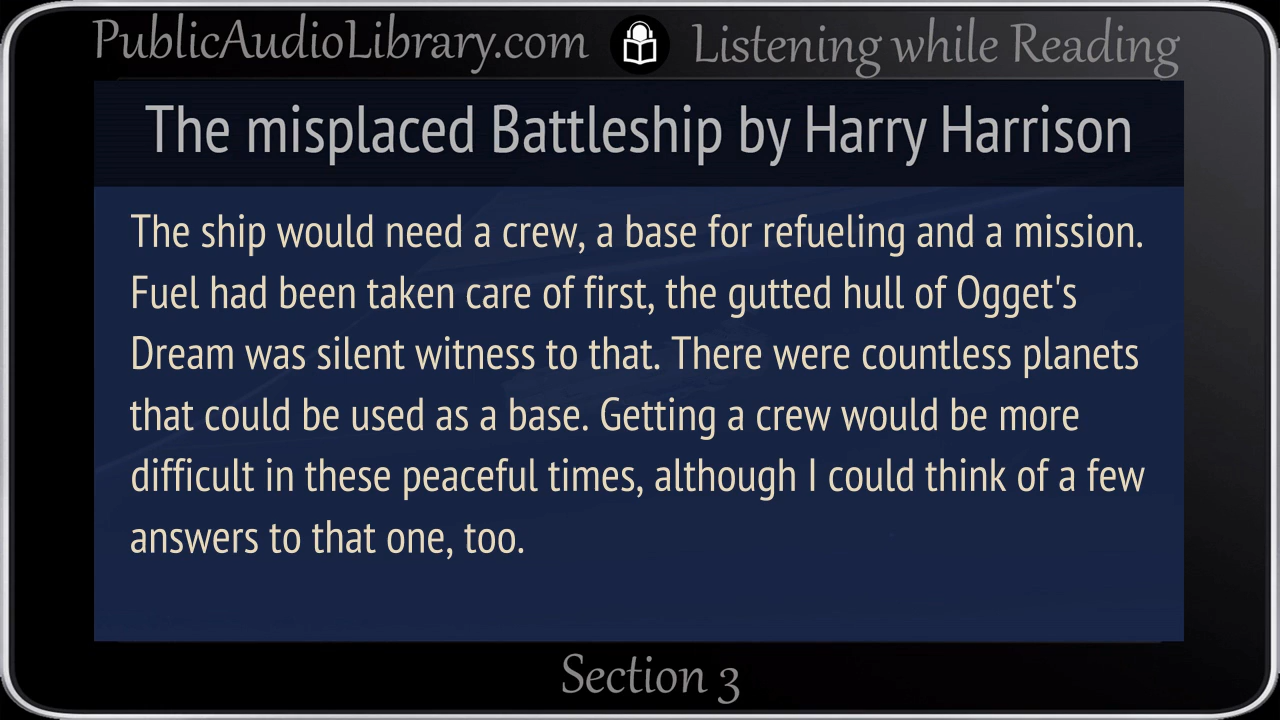 PublicAudioLibrary.com Listening while Reading
The misplaced Battleship by Harry Harrison
The ship would need a crew, a base for refueling and a mission.
Fuel had been taken care of first, the gutted hull of Ogget's
Dream was silent witness to that. There were countless planets
that could be used as a base. Getting a crew would be more
difficult in these peaceful times, although I could think of a few
answers to that one, too.
Section 3